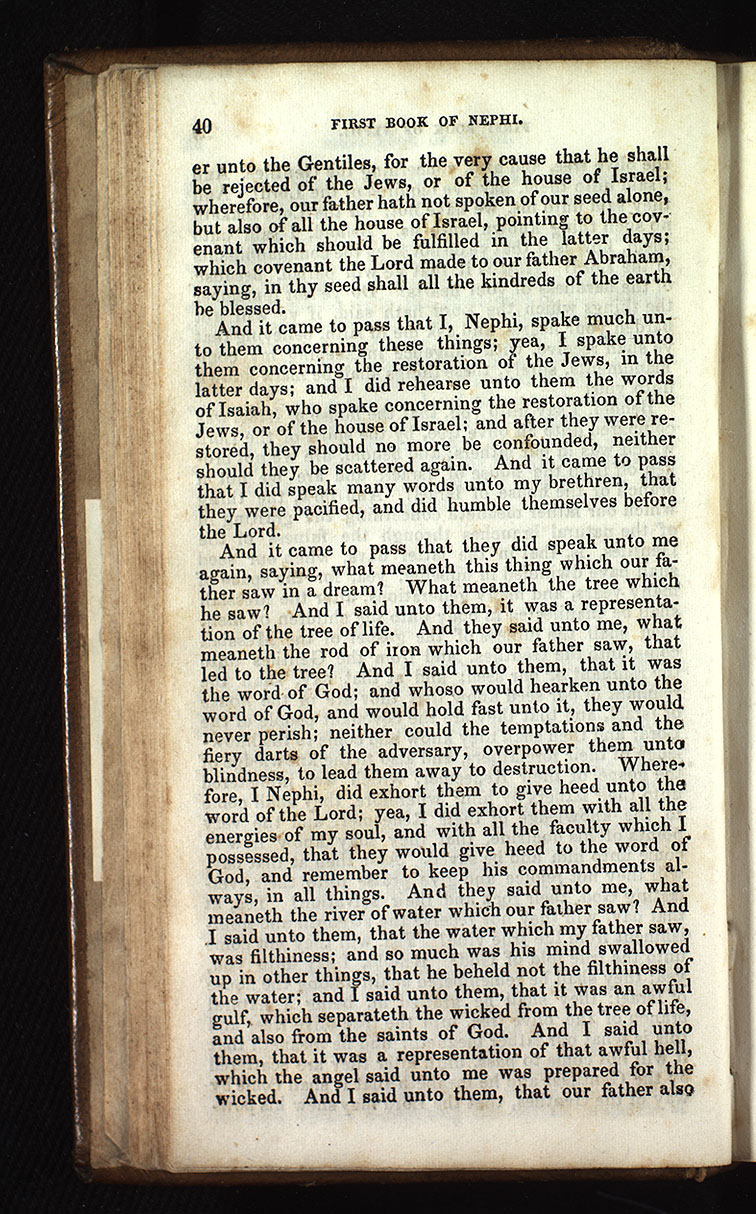 40 FIRST BOOK OF NEPHI.
er unto the Gentiles, for the very cause that he shall
be rejected of the Jews, or of the house of Israel;
wherefore, our father hath not spoken of our seed alone,
but also of all the house of Israel, pointing to the cov-
enant which should be fulfilled in the latter days;
which covenant the Lord made to our father Abraham,
saying, in thy seed shall all the kindreds of the earth
be blessed.
And it came to pass that I, Nephi, spake much un-
to them concerning these things; yea, I spake unto
them concerning the restoration of the Jews, in the
latter days; and I did rehearse unto them the words
of Isaiah, who spake concerning the restoration of the
Jews, or of the house of Israel; and after they were re-
stored, they should no more be confounded, neither
should they be scattered again. And it came to pass
that I did speak many words unto my brethren, that
they were pacified, and did humble themselves before
the Lord.
And it came to pass that they did speak unto me
again, saying, what meaneth this thing which our fa-
ther saw in a dream? What meaneth the tree which
he saw? And I said unto them, it was a representa-
tion of the tree of life. And they said unto me, what
meaneth the rod of iron which our father saw, that
led to the tree? And I said unto them, that it was
the word of God; and whoso would hearken unto the
word of God, and would hold fast unto it, they would
never perish; neither could the temptations and the
fiery darts of the adversary, overpower them unto
blindness, to lead them away to destruction. Where-
fore, I Nephi, did exhort them to give heed unto the
word of the Lord; yea, I did exhort them with all the
energies of my soul, and with all the faculty which I
possessed, that they would give heed to the word of
God, and remember to keep his commandments al-
ways, in all things. And they said unto me, what
meaneth the river of water which our father saw? And
I said unto them, that the water which my father saw,
was filthiness; and so much was his mind swallowed
up in other things, that he beheld not the filthiness of
the water; and I said unto them, that it was an awful
gulf, which separateth the wicked from the tree of life,
and also from the saints of God. And I said unto
them, that it was a representation of that awful hell,
which the angel said unto me was prepared for the
wicked. And I said unto them, that our father also